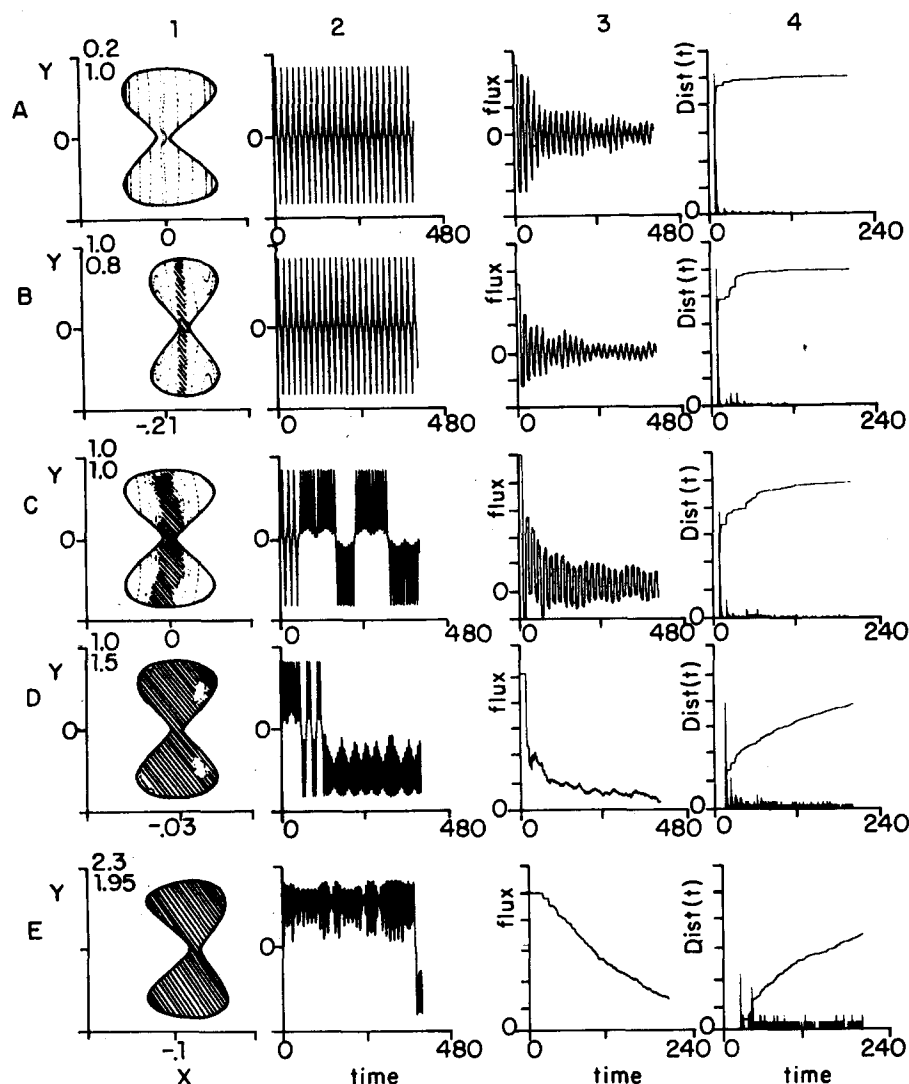 1 2 3 4
A Y 0.2 1.0 0 0
0 0 480
flux 0 0 480
Dist(t) 0 0 240
B Y 1.0 0.8 0 -.21
0 0 480
flux 0 0 480
Dist(t) 0 0 240
C Y 1.0 1.0 0 0
0 0 480
flux 0 0 480
Dist(t) 0 0 240
D Y 1.0 1.5 0 -.03
0 0 480
flux 0 0 480
Dist(t) 0 0 240
E Y 2.3 1.95 -.1 X
0 0 480 time
flux 0 0 240 time
Dist(t) 0 0 240 time